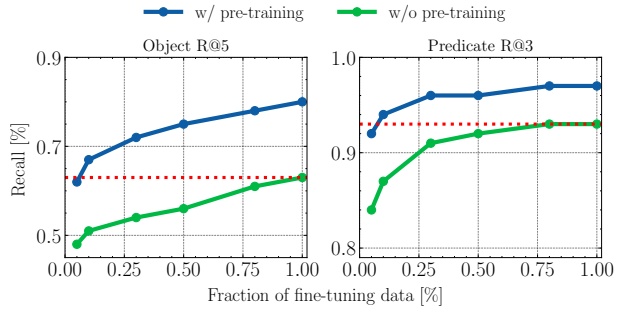 w/ pre-training w/o pre-training
Object R@5 Predicate R@3
Recall [%]
0.9
0.7
0.5
0.00 0.25 0.50 0.75 1.00
1.0
0.9
0.8
0.00 0.25 0.50 0.75 1.00
Fraction of fine-tuning data [%]